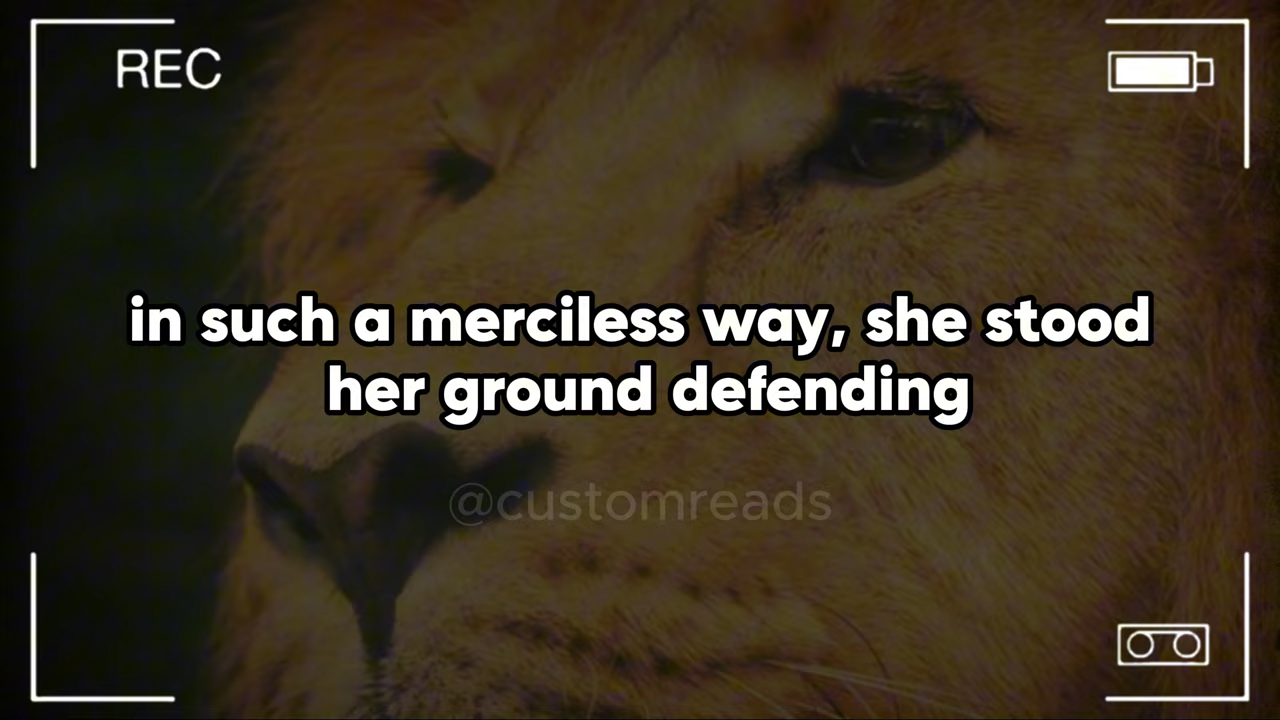 REC
in such a merciless way, she stood
her ground defending
@customreads